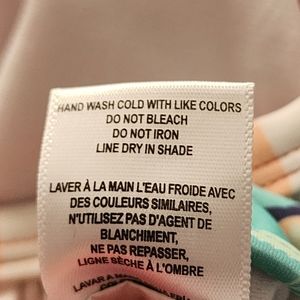 HAND WASH COLD WITH LIKE COLORS
DO NOT BLEACH
DO NOT IRON
LINE DRY IN SHADE
LAVER À LA MAIN L'EAU FROIDE AVEC
DES COULEURS SIMILAIRES,
N'UTILISEZ PAS D'AGENT DE
BLANCHIMENT,
NE PAS REPASSER,
LIGNE SÈCHE À L'OMBRE
LAVAR A